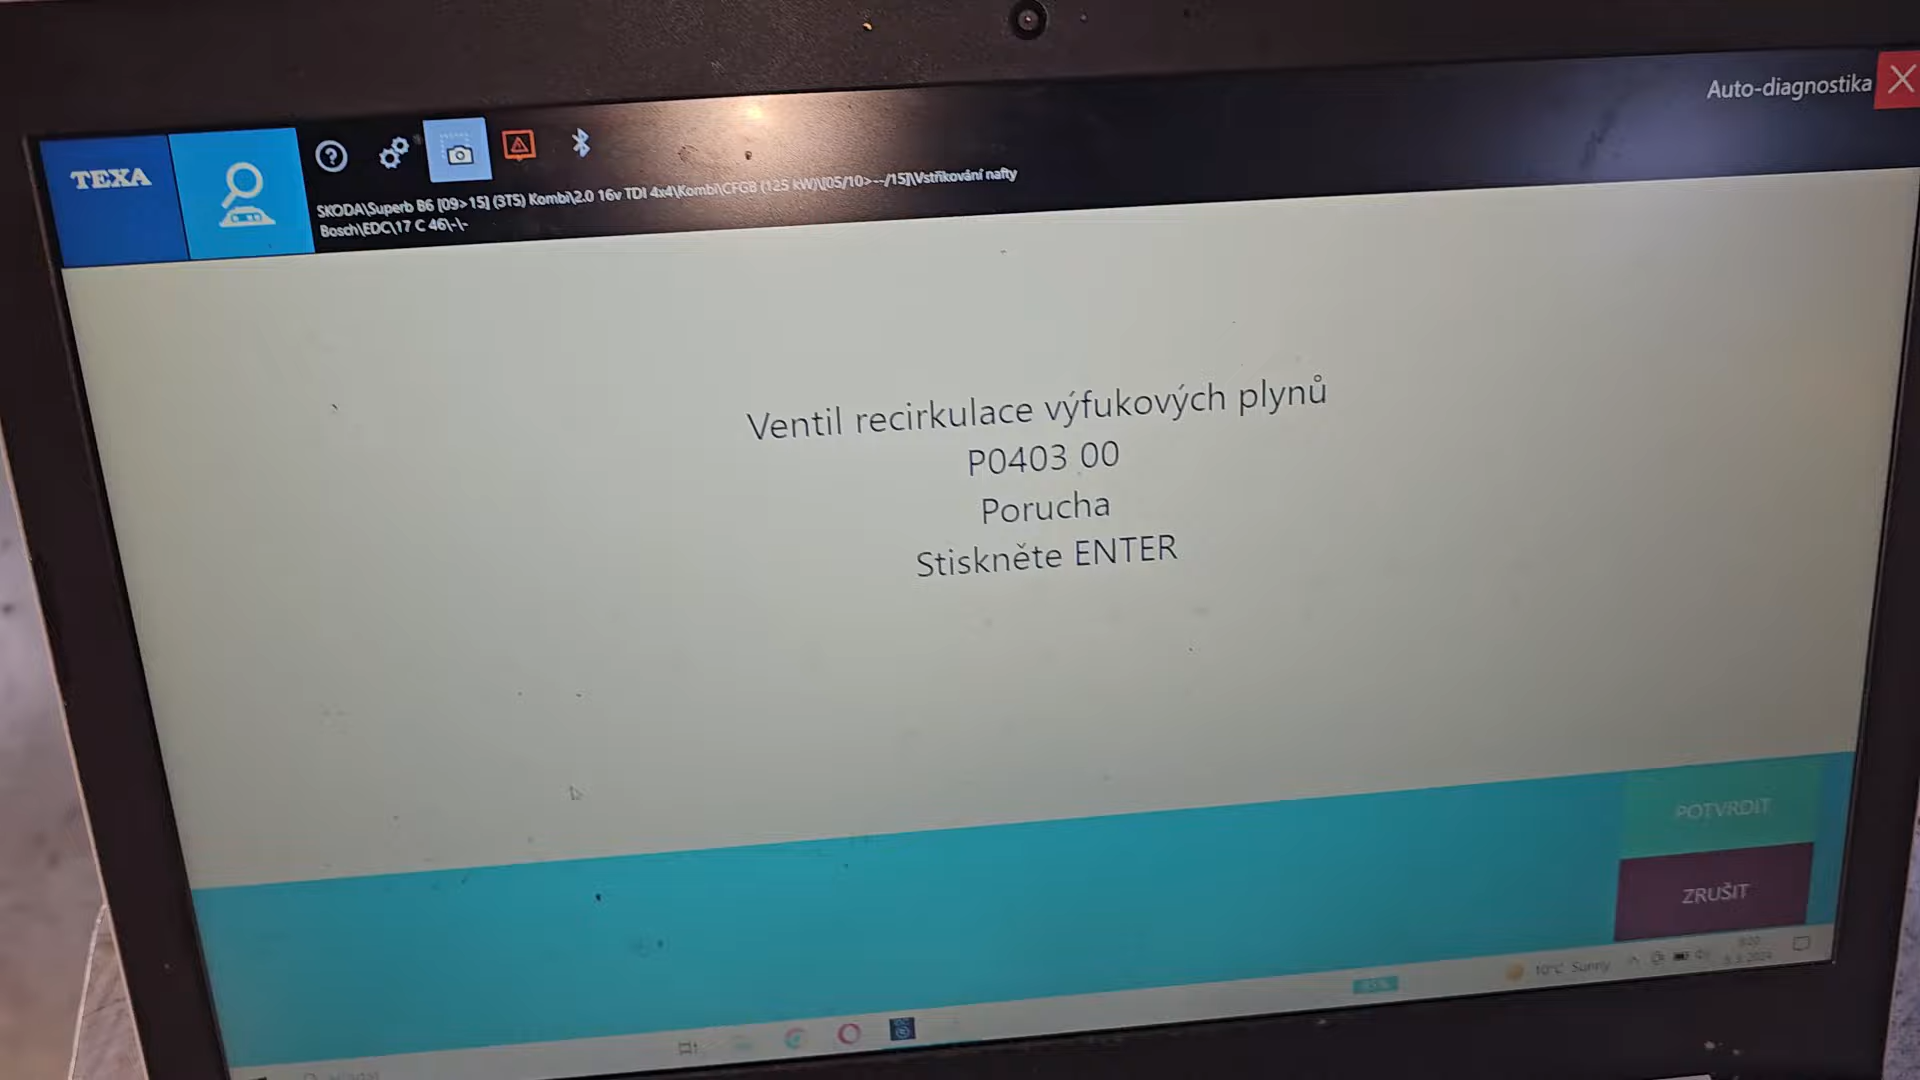 Auto-diagnostika
TEXA
SKODA\Superb B6 [09>15] (3T5) Kombi\2.0 16v TDI 4x4\Kombi\CFGB (125 kW)\[05/10>--/15]\Vstřikování nafty
Bosch\EDC\17 C 46\-\-
Ventil recirkulace výfukových plynů
P0403 00
Porucha
Stiskněte ENTER
POTVRDIT
ZRUŠIT
10°C Sunny